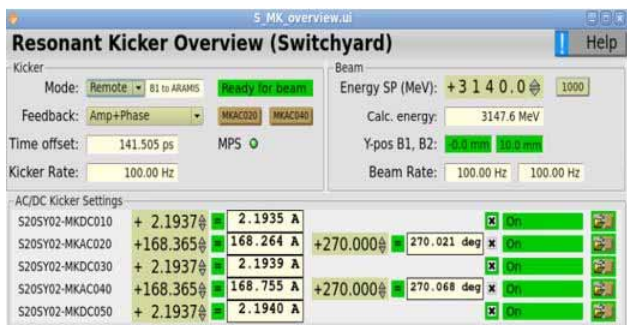 S_MK_overview.ui
Resonant Kicker Overview (Switchyard) ! Help
Kicker Beam
Mode: Remote B1 to ARAMIS Ready for beam Energy SP (MeV): +3140.0 1000
Feedback: Amp+Phase MKAC020 MKAC040 Calc. energy: 3147.6 MeV
Time offset: 141.505 ps MPS Y-pos B1, B2: -0.0 mm 10.0 mm
Kicker Rate: 100.00 Hz Beam Rate: 100.00 Hz 100.00 Hz
AC/DC Kicker Settings
S20SY02-MKDC010 + 2.1937 = 2.1935 A x On
S20SY02-MKAC020 +168.365 = 168.264 A +270.000 = 270.021 deg x On
S20SY02-MKDC030 + 2.1937 = 2.1939 A x On
S20SY02-MKAC040 +168.365 = 168.755 A +270.000 = 270.068 deg x On
S20SY02-MKDC050 + 2.1937 = 2.1940 A x On